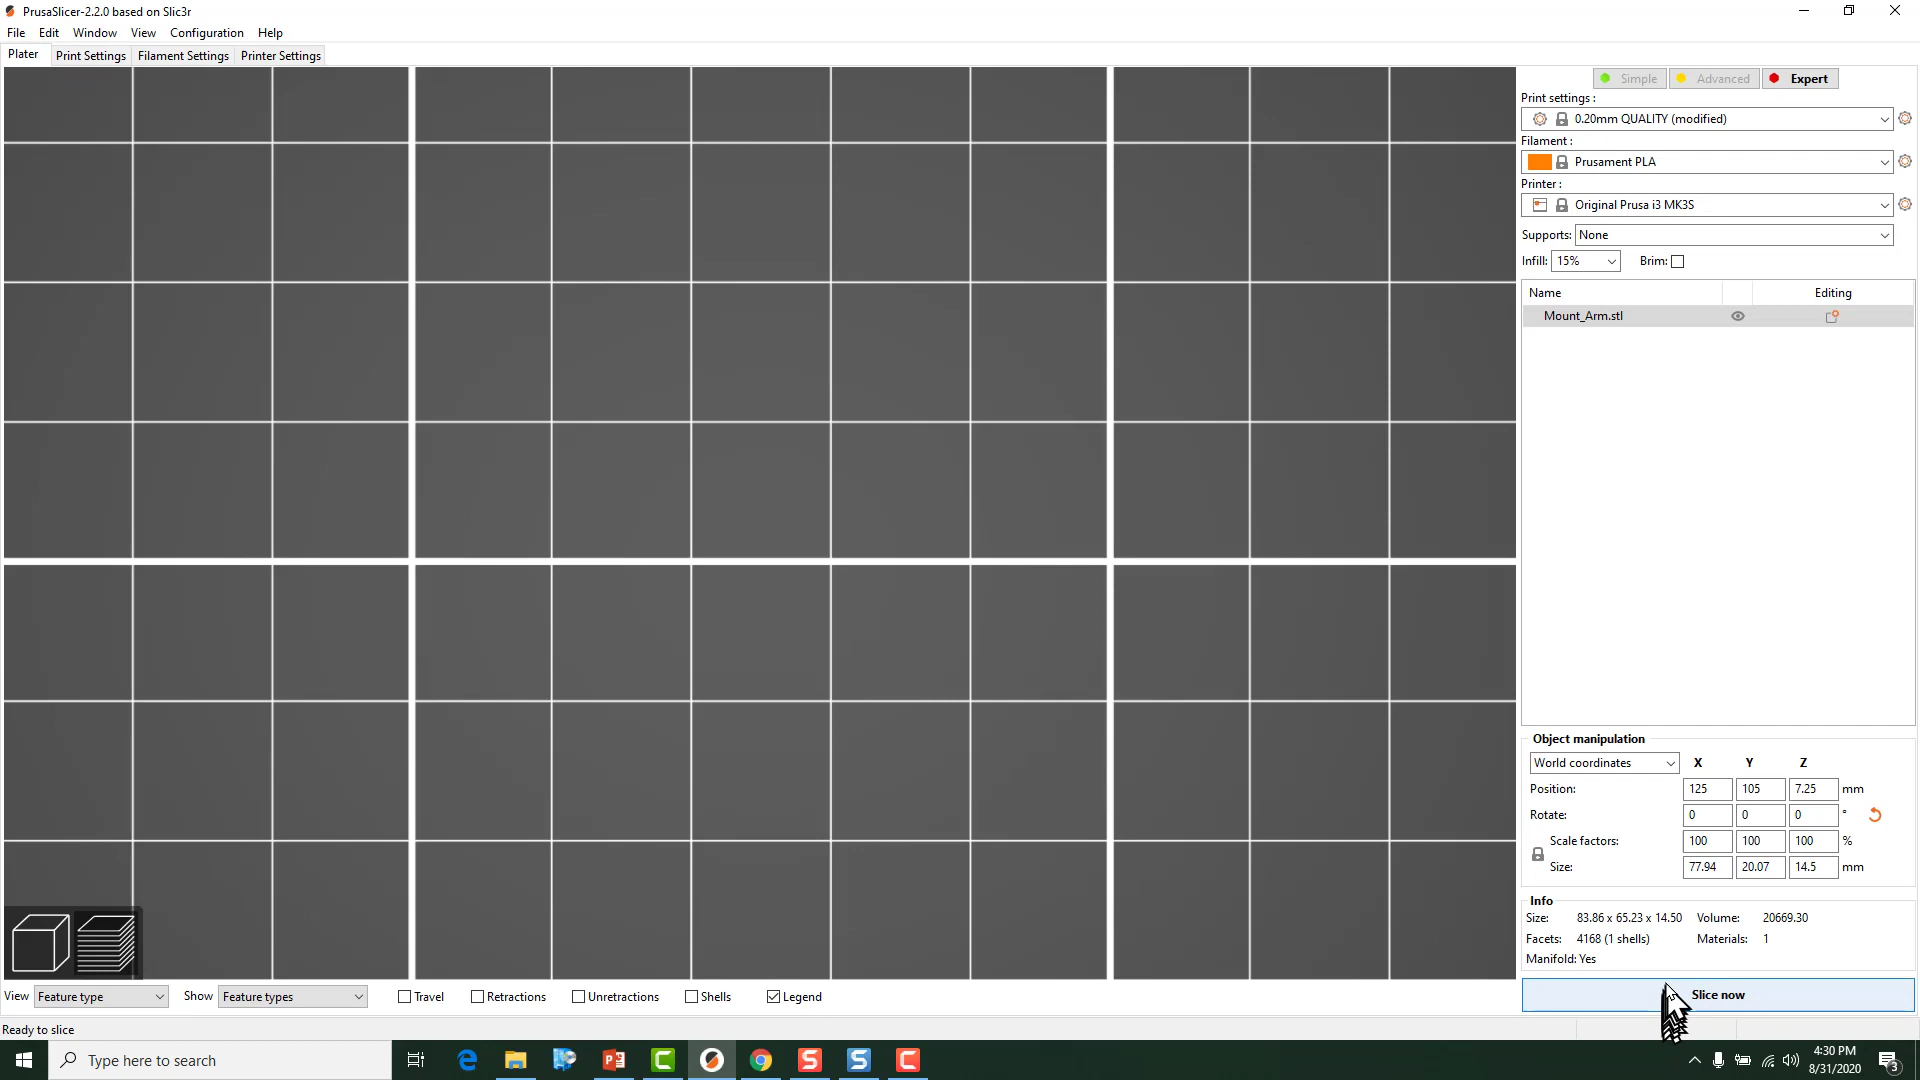 PrusaSlicer-2.2.0 based on Slic3r
File Edit Window View Configuration Help
Plater Print Settings Filament Settings Printer Settings
Simple Advanced Expert
Print settings :
0.20mm QUALITY (modified)
Filament :
Prusament PLA
Printer :
Original Prusa i3 MK3S
Supports: None
Infill: 15% Brim:
Name Editing
Mount_Arm.stl
Object manipulation
World coordinates X Y Z
Position: 125 105 7.25 mm
Rotate: 0 0 0 °
Scale factors: 100 100 100 %
Size: 77.94 20.07 14.5 mm
Info
Size: 83.86 x 65.23 x 14.50 Volume: 20669.30
Facets: 4168 (1 shells) Materials: 1
Manifold: Yes
View Feature type Show Feature types Travel Retractions Unretractions Shells Legend
Slice now
Ready to slice
Type here to search
4:30 PM
8/31/2020
3